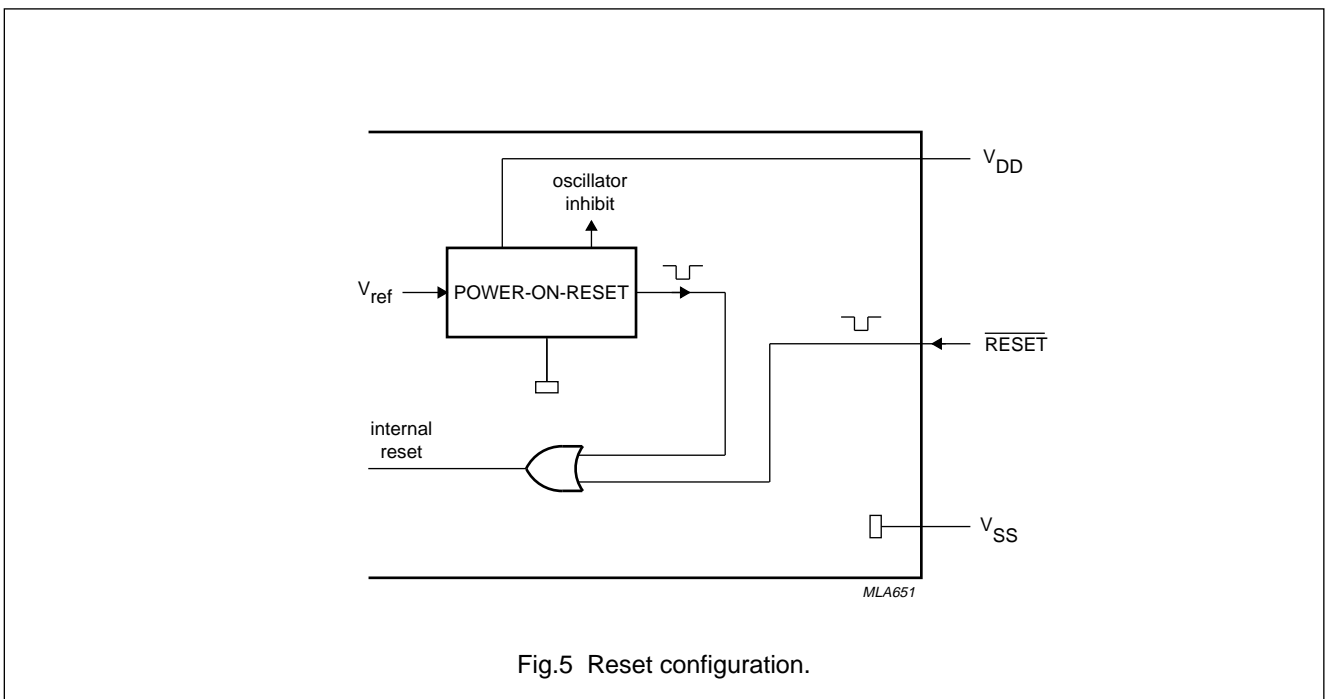 V_DD
oscillator
inhibit
V_ref
POWER-ON-RESET
RESET
internal
reset
V_SS
MLA651
Fig.5 Reset configuration.